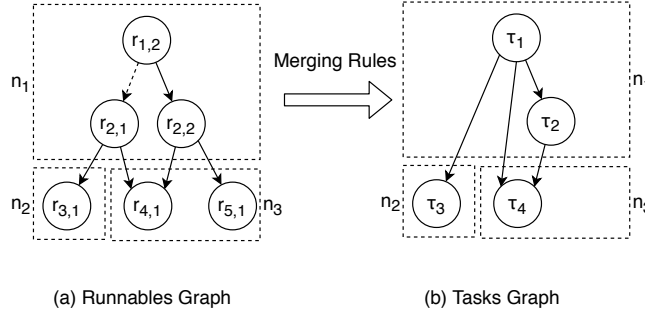 r1,2
τ1
n1
Merging Rules
n
r2,1
r2,2
τ2
n2
r3,1
r4,1
r5,1
n3
n2
τ3
τ4
n
(a) Runnables Graph
(b) Tasks Graph